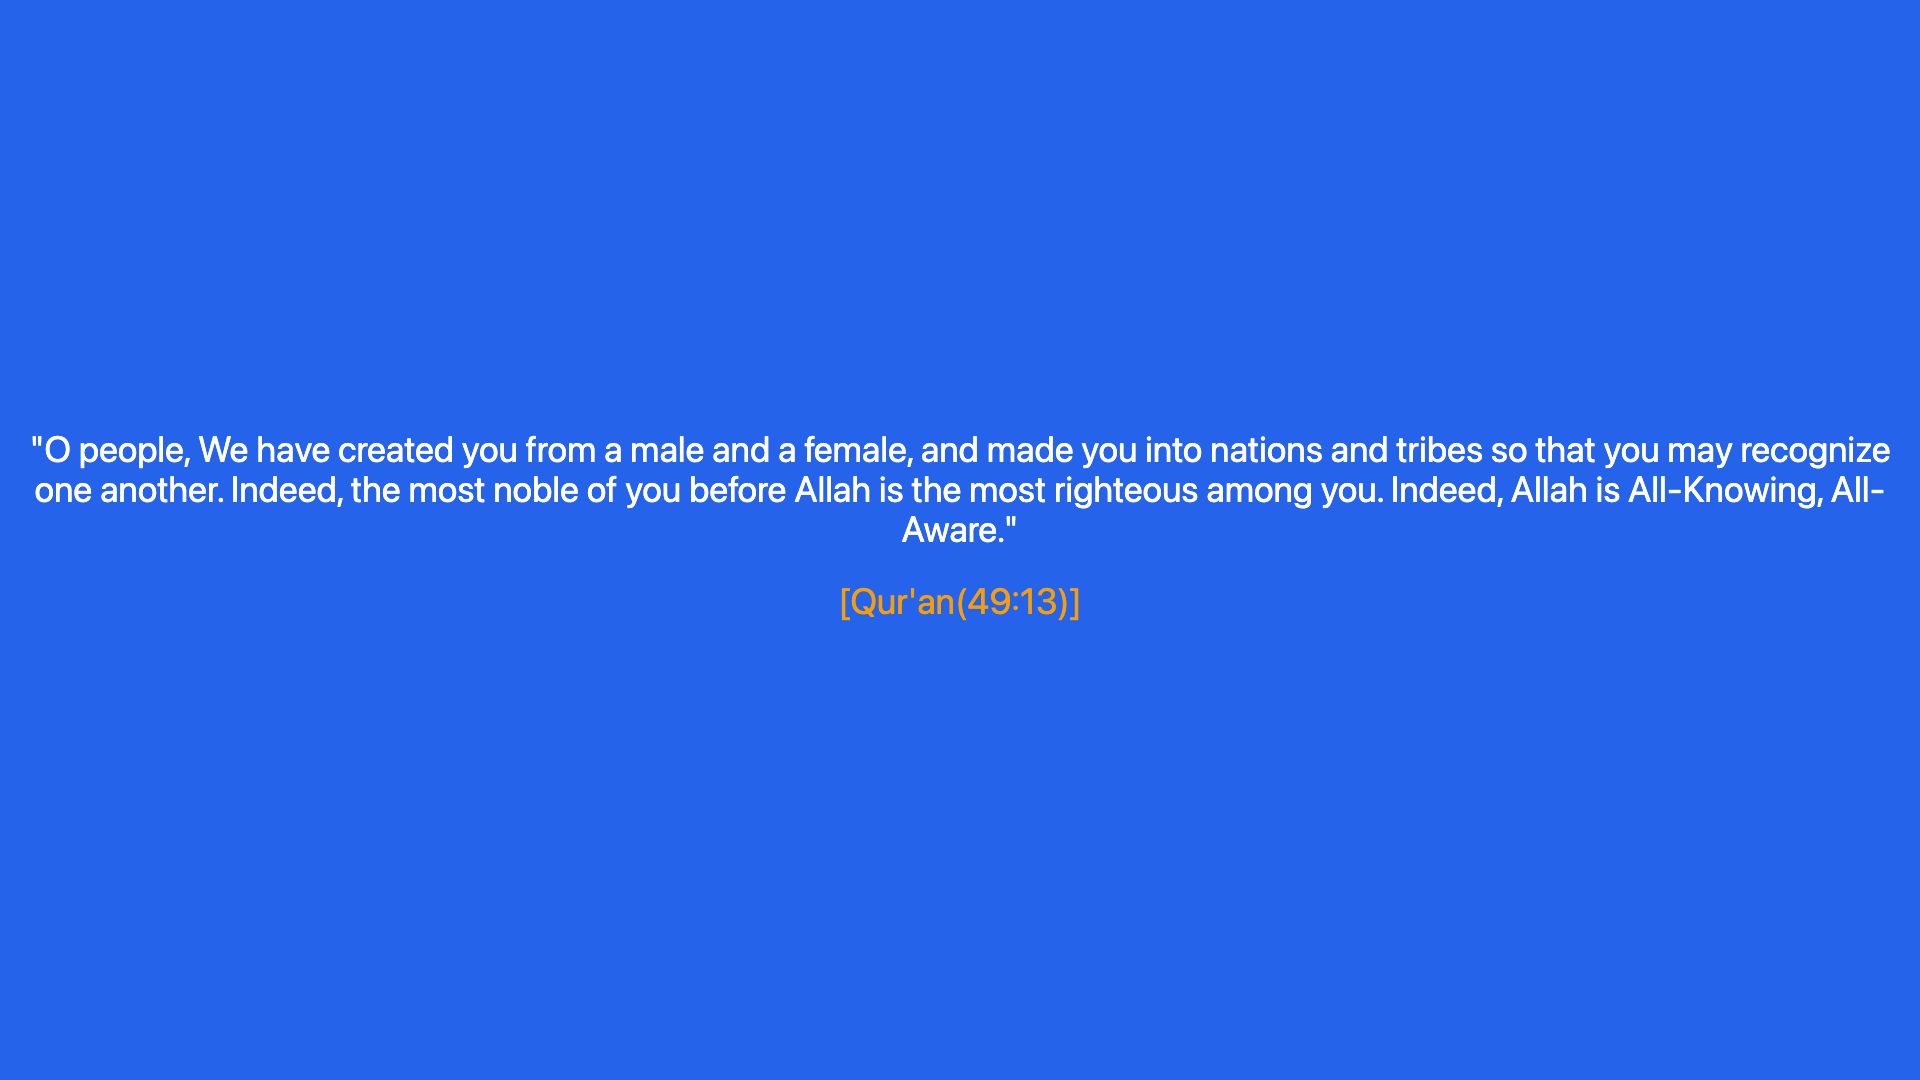 "O people, We have created you from a male and a female, and made you into nations and tribes so that you may recognize
one another. Indeed, the most noble of you before Allah is the most righteous among you. Indeed, Allah is All-Knowing, All-
Aware."
[Qur'an(49:13)]